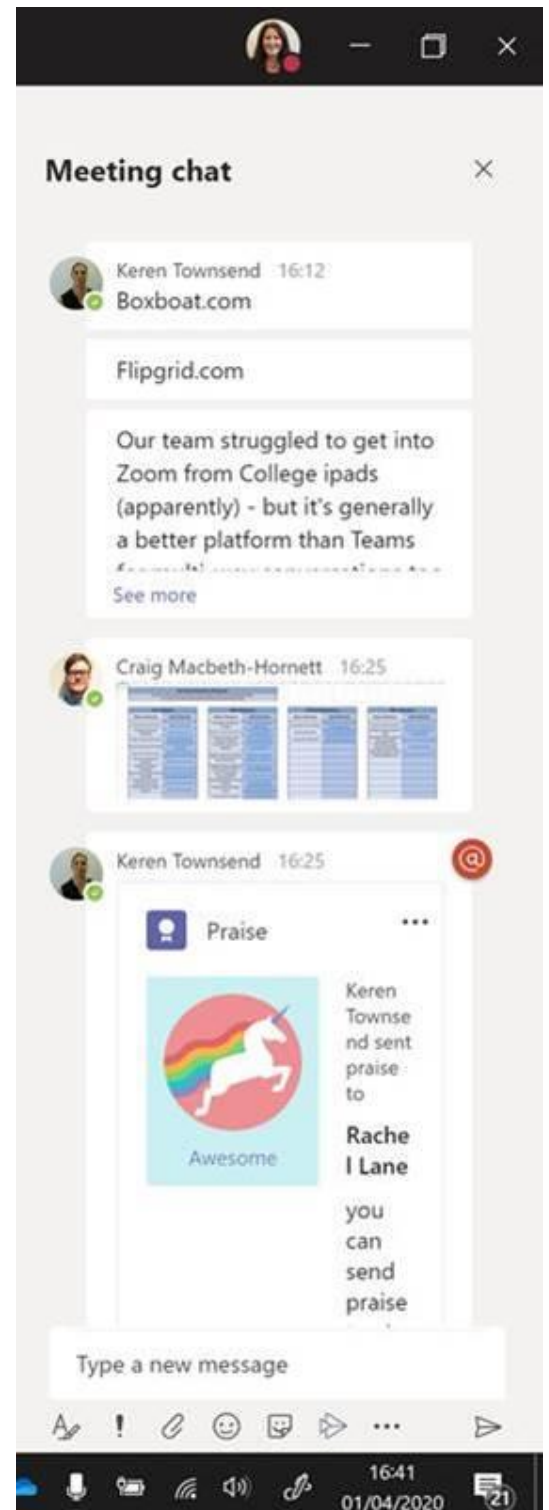 Meeting chat
Keren Townsend 16:12
Boxboat.com
Flipgrid.com
Our team struggled to get into
Zoom from College ipads
(apparently) - but it's generally
a better platform than Teams
See more
Craig Macbeth-Hornett 16:25
Keren Townsend 16:25
@
Praise
Awesome
Keren
Townse
nd sent
praise
to
Rache
l Lane
you
can
send
praise
Type a new message
16:41
01/04/2020
21